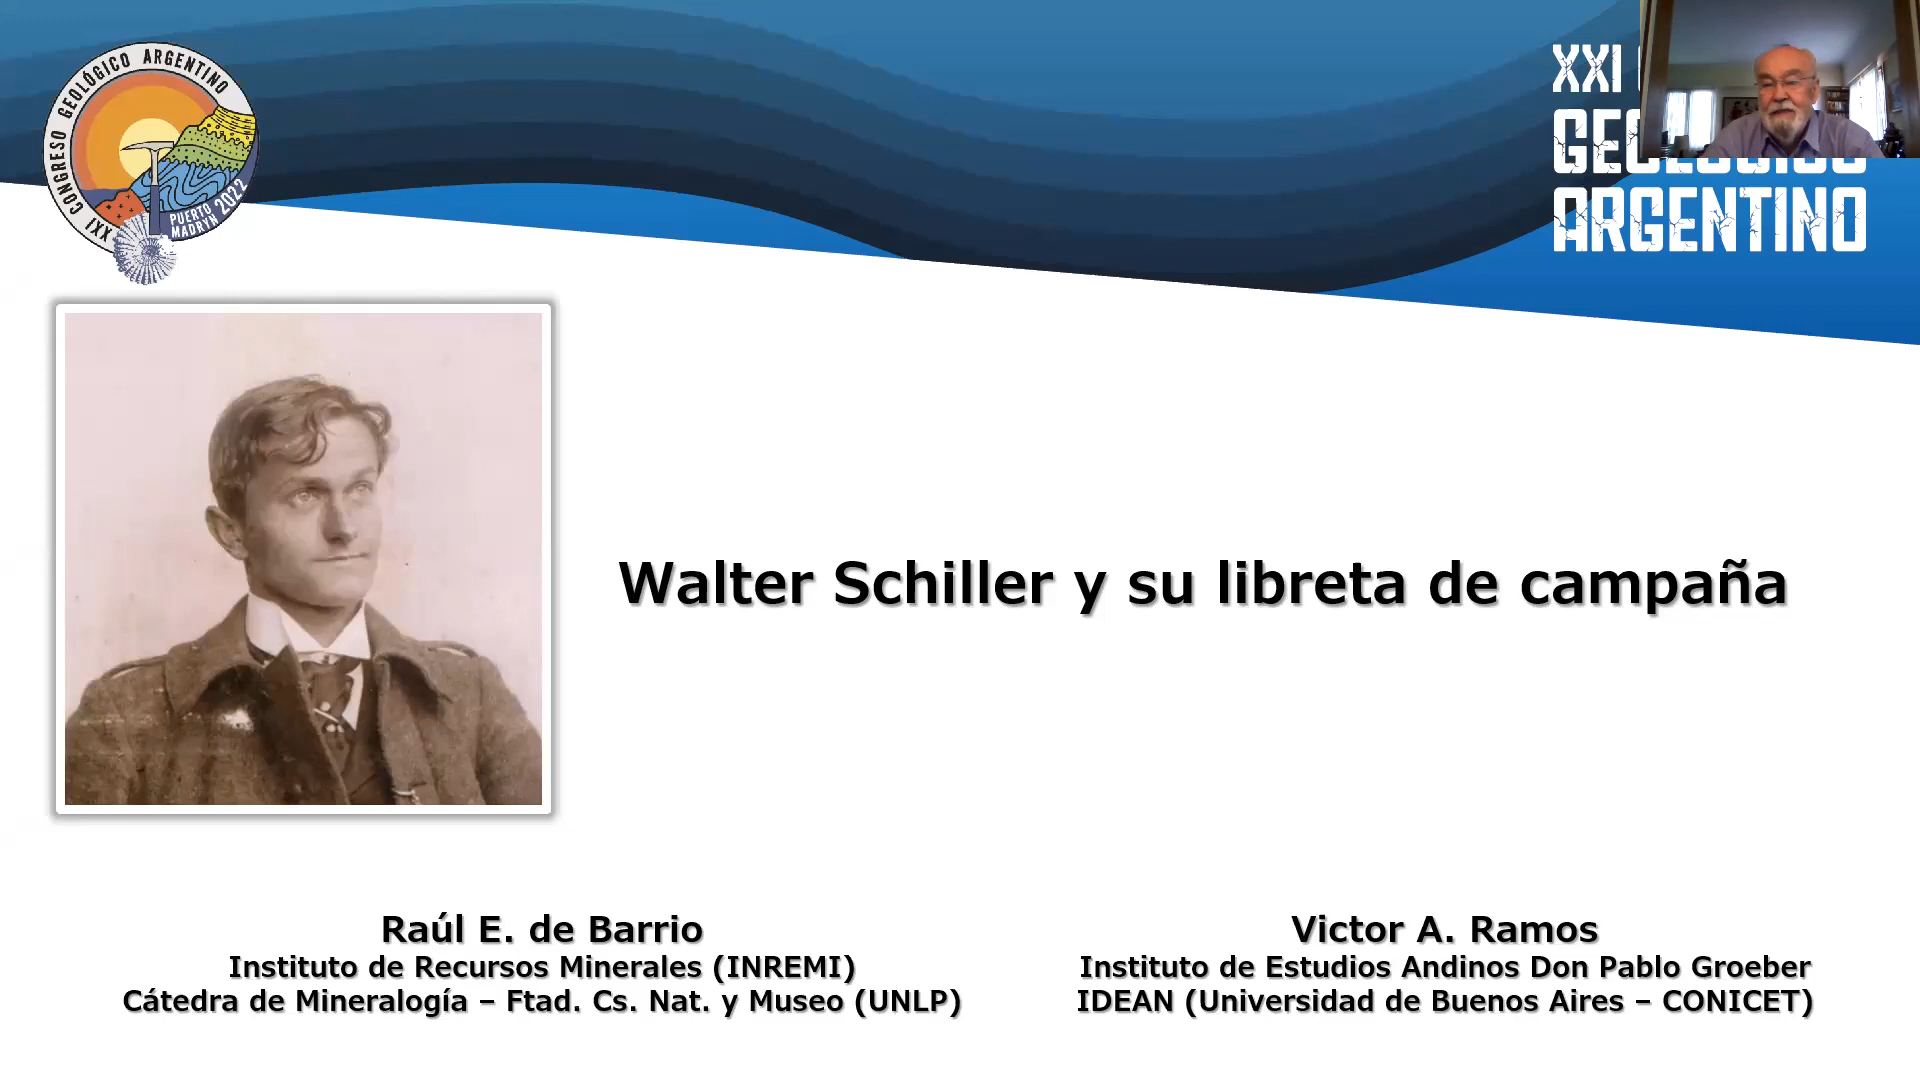 XXI CONGRESO GEOLÓGICO ARGENTINO
PUERTO
MADRYN
2022
XXI
GEOLÓGICO
ARGENTINO
Walter Schiller y su libreta de campaña
Raúl E. de Barrio
Instituto de Recursos Minerales (INREMI)
Cátedra de Mineralogía – Ftad. Cs. Nat. y Museo (UNLP)
Victor A. Ramos
Instituto de Estudios Andinos Don Pablo Groeber
IDEAN (Universidad de Buenos Aires – CONICET)